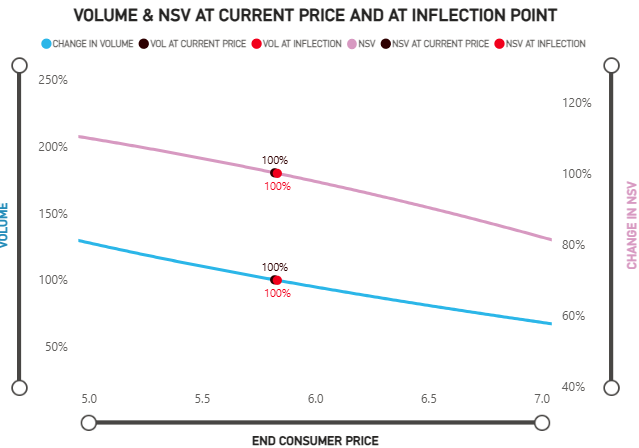 VOLUME & NSV AT CURRENT PRICE AND AT INFLECTION POINT
CHANGE IN VOLUME VOL AT CURRENT PRICE VOL AT INFLECTION NSV NSV AT CURRENT PRICE NSV AT INFLECTION
250%
200%
150%
100%
50%
VOLUME
120%
100%
80%
60%
40%
CHANGE IN NSV
100%
100%
100%
100%
5.0 5.5 6.0 6.5 7.0
END CONSUMER PRICE